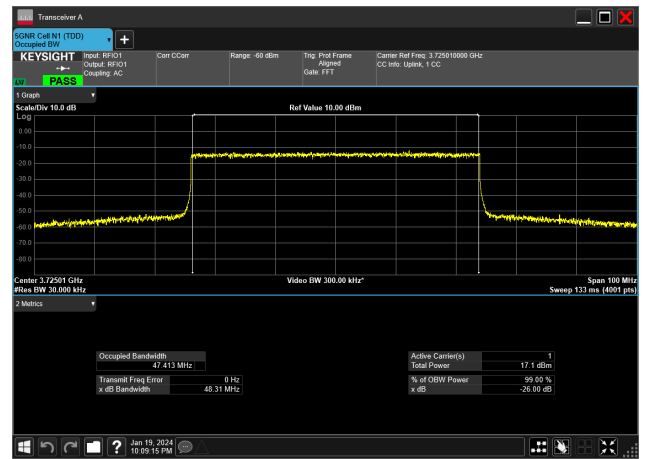 Transceiver A
5GNR Cell N1 (TDD)
Occupied BW
KEYSIGHT
Input: RFIO1
Output: RFIO1
Coupling: AC
Corr CCorr
Range: -60 dBm
Trig: Prot Frame
Aligned
Gate: FFT
Carrier Ref Freq: 3.725010000 GHz
CC Info: Uplink, 1 CC
LW
PASS
1 Graph
Scale/Div 10.0 dB
Ref Value 10.00 dBm
Log
0.00
-10.0
-20.0
-30.0
-40.0
-50.0
-60.0
-70.0
-80.0
Center 3.72501 GHz
Video BW 300.00 kHz*
Span 100 MHz
#Res BW 30.000 kHz
Sweep 133 ms (4001 pts)
2 Metrics
Occupied Bandwidth
47.413 MHz
Active Carrier(s) 1
Total Power 17.1 dBm
Transmit Freq Error 0 Hz
x dB Bandwidth 48.31 MHz
% of OBW Power 99.00 %
x dB -26.00 dB
Jan 19, 2024
10:09:15 PM